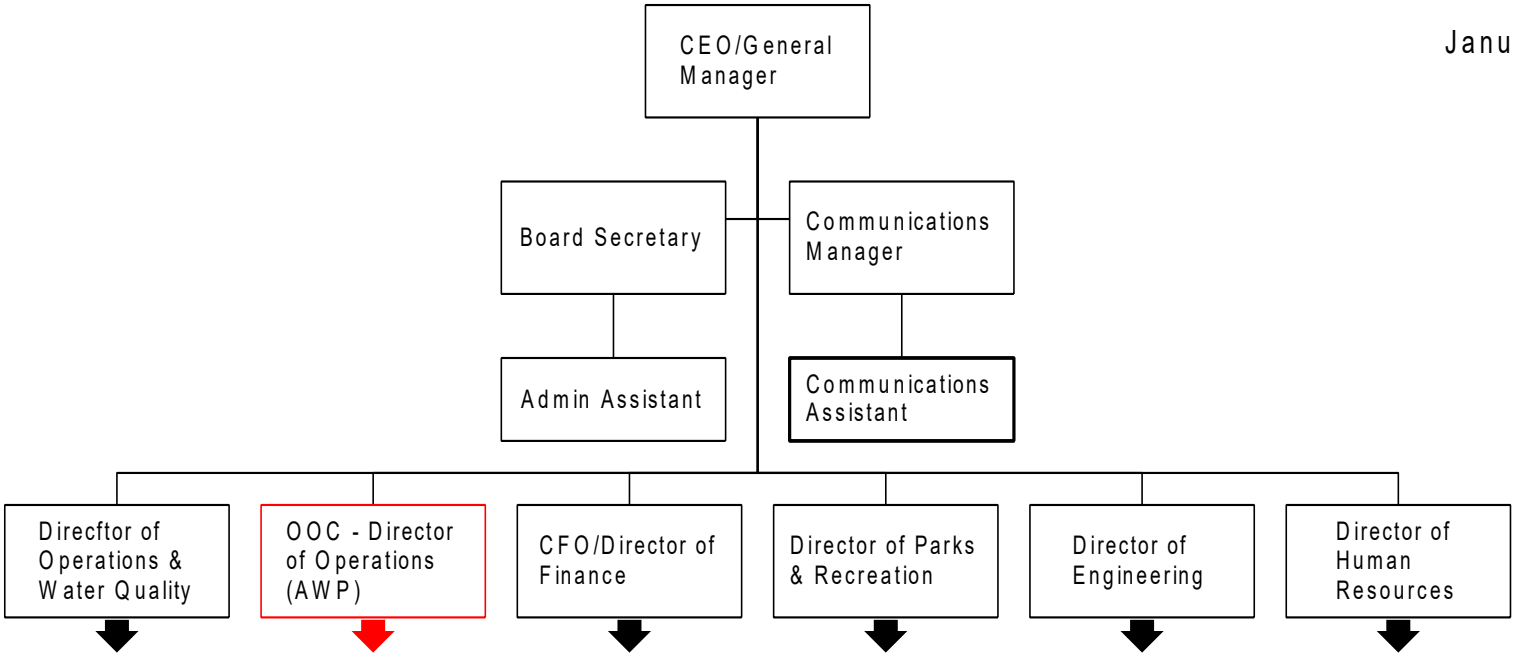 CEO/General
Manager
Janu
Board Secretary
Communications
Manager
Admin Assistant
Communications
Assistant
Direcftor of
Operations &
Water Quality
OOC - Director
of Operations
(AWP)
CFO/Director of
Finance
Director of Parks
& Recreation
Director of
Engineering
Director of
Human
Resources